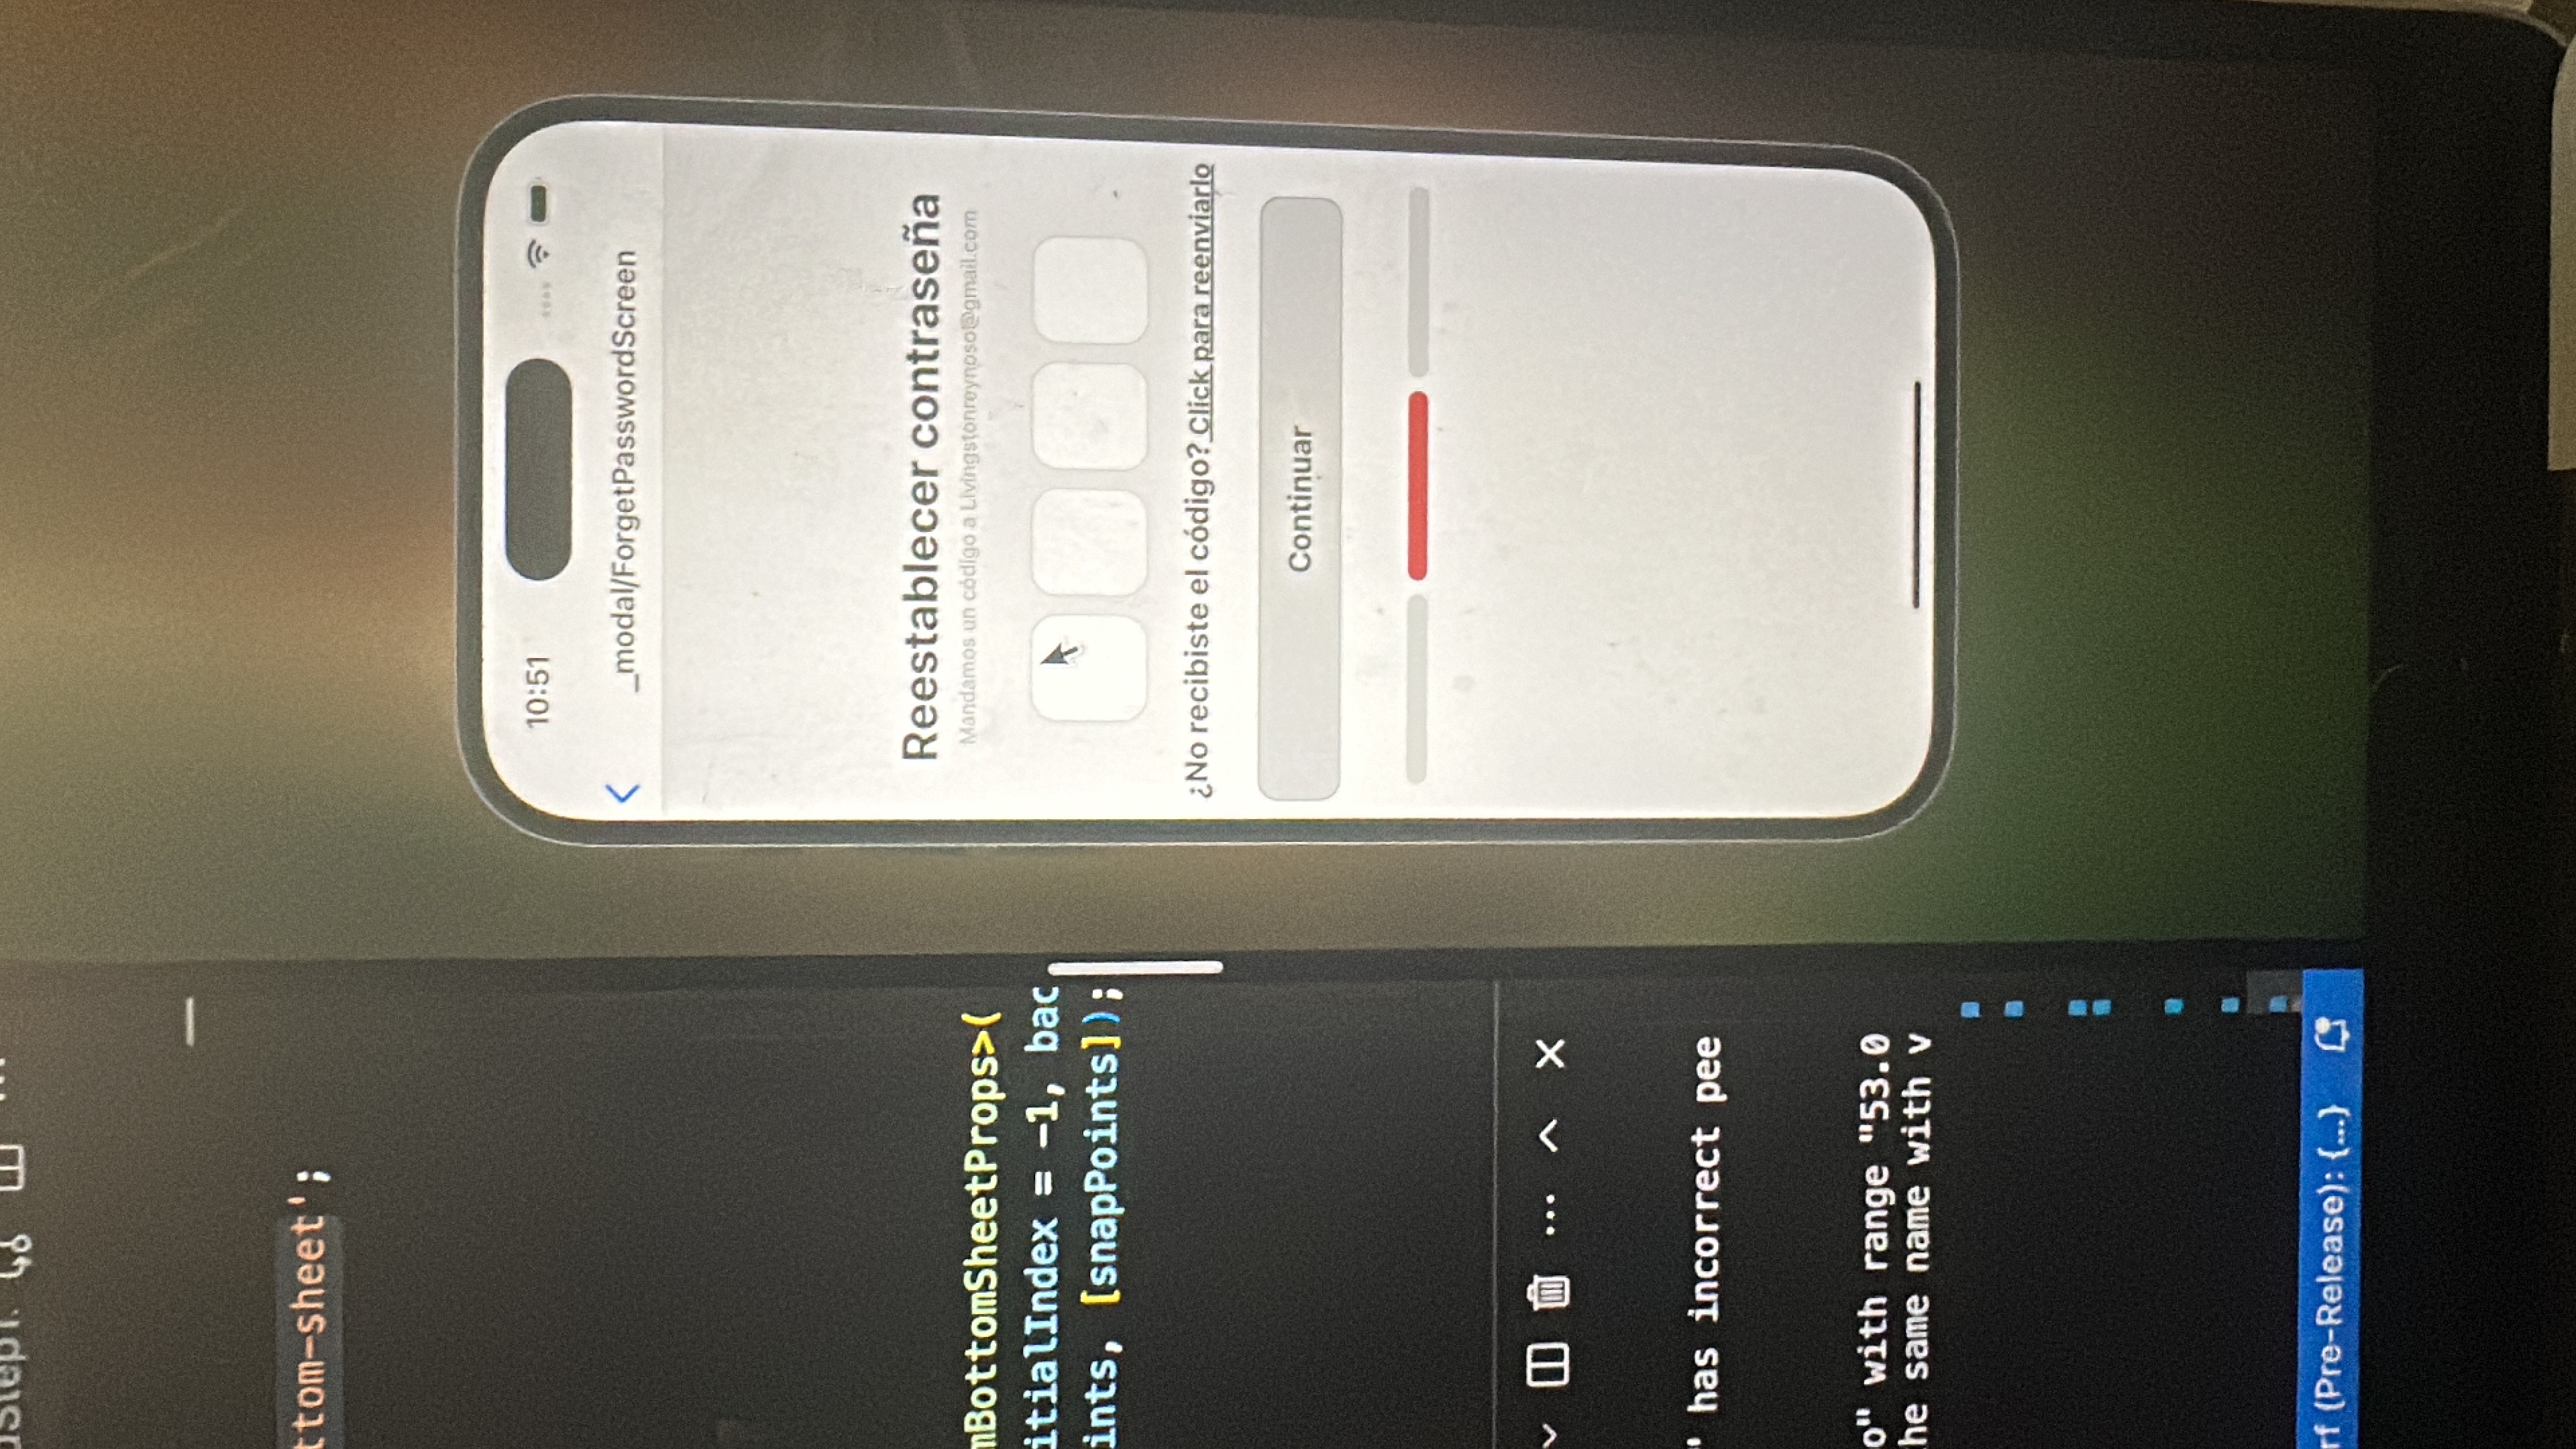 ttom-sheet';
mBottomSheetProps>(
itialIndex = -1, bac
ints, [snapPoints]);
" has incorrect pee
o" with range "53.0
he same name with v
rf (Pre-Release): {...}
10:51
_modal/ForgetPasswordScreen
Reestablecer contraseña
Mandamos un código a Livingstonreynoso@gmail.com
¿No recibiste el código? Click para reenviarlo
Continuar